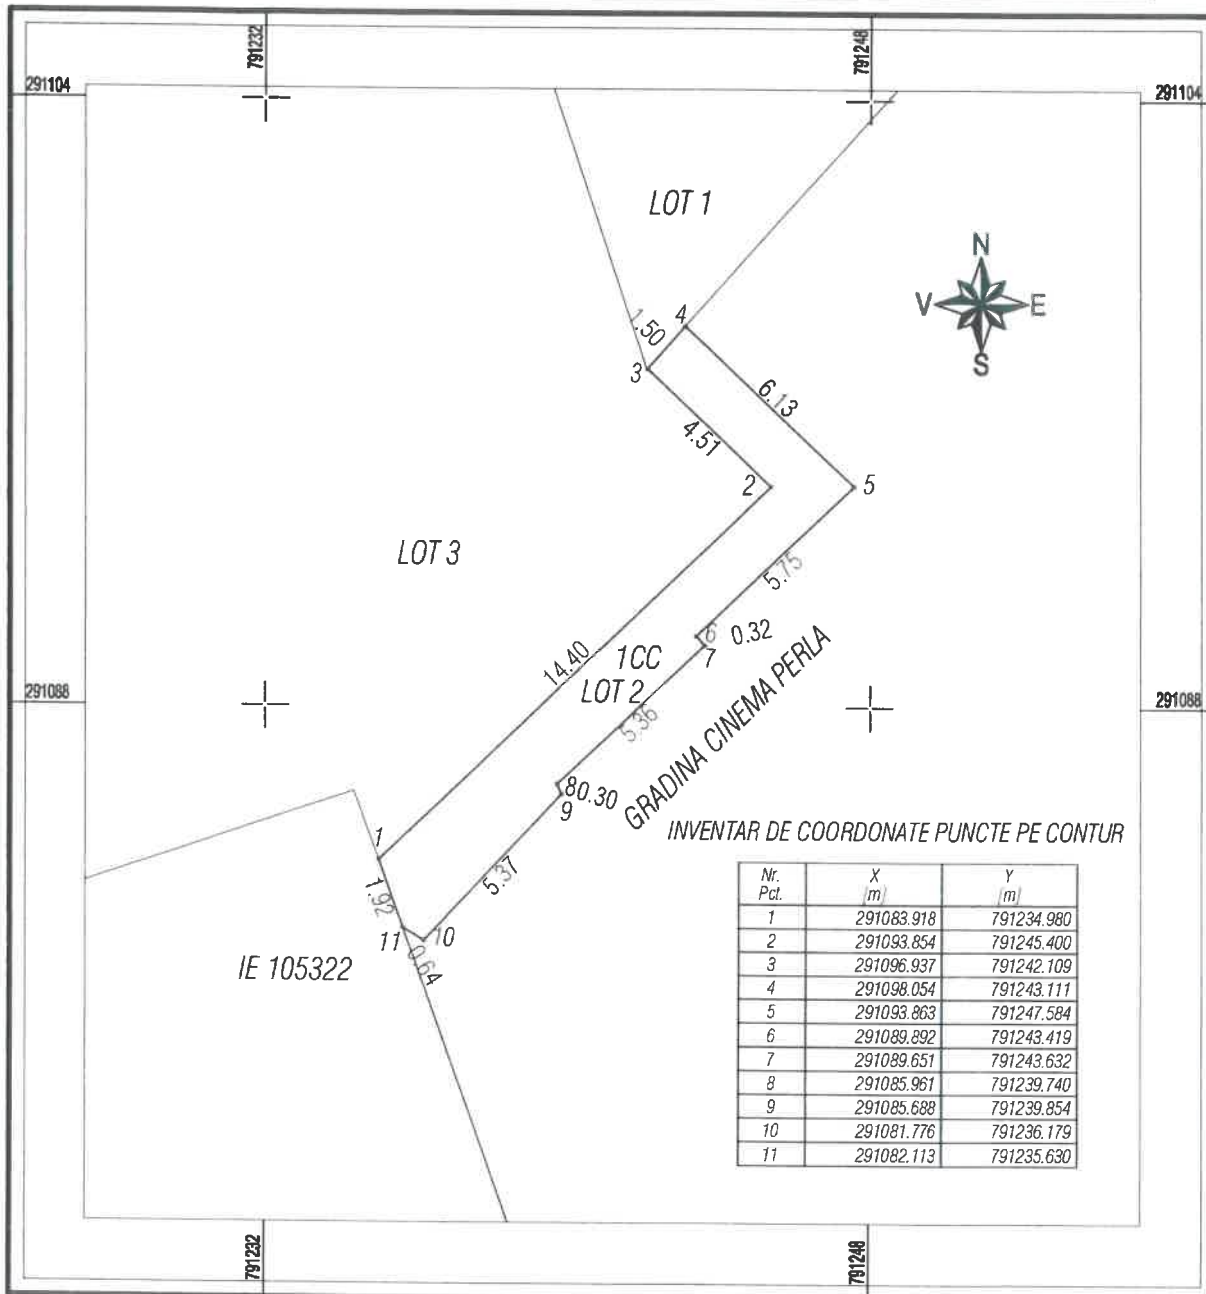 791232
791248
291104
291104
LOT 1
N
V
E
S
4
1.50
3
6.13
4.51
2
5
LOT 3
5.75
6
0.32
7
14.40
1CC
LOT 2
291088
291088
5.36
GRADINA CINEMA PERLA
8
0.30
9
INVENTAR DE COORDONATE PUNCTE PE CONTUR
1
5.37
1.92
11
10
0.64
IE 105322
Nr. Pct. X (m) Y (m)
1 291083.918 791234.980
2 291093.854 791245.400
3 291096.937 791242.109
4 291098.054 791243.111
5 291093.863 791247.584
6 291089.892 791243.419
7 291089.651 791243.632
8 291085.961 791239.740
9 291085.688 791239.854
10 291081.776 791236.179
11 291082.113 791235.630
791232
791248